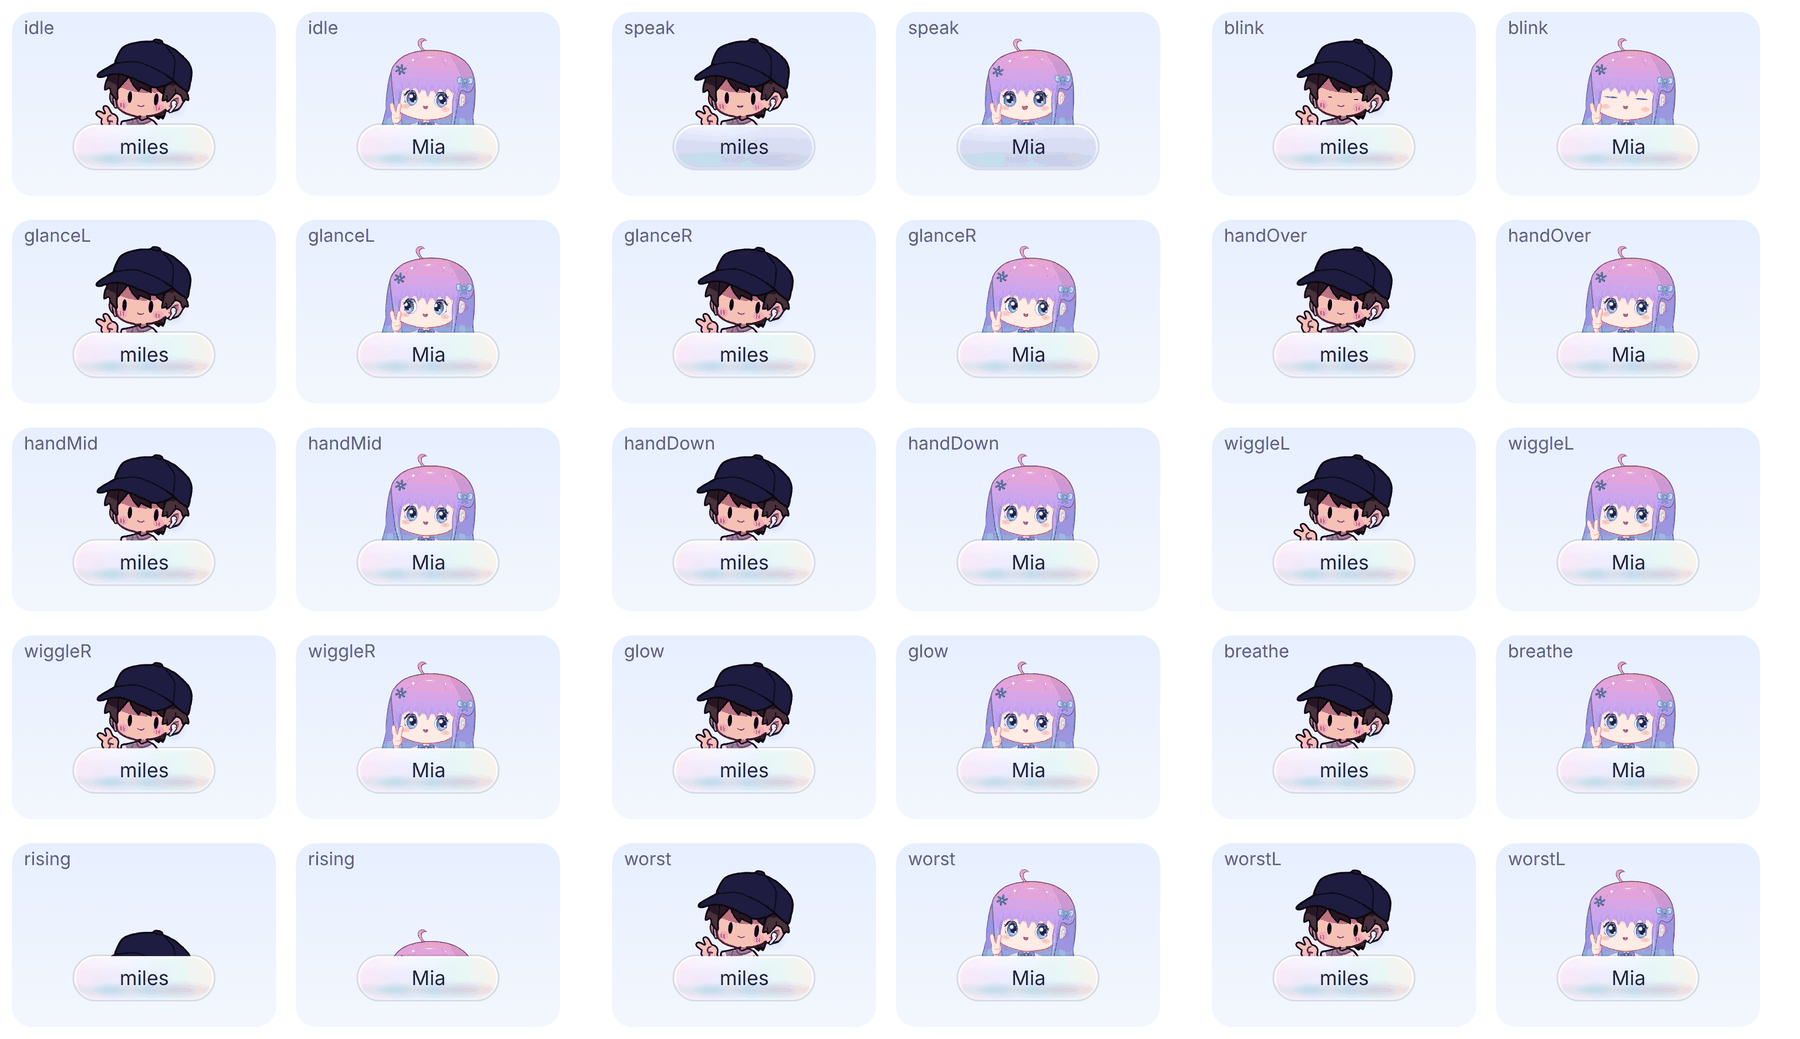 idle
idle
speak
speak
blink
blink
miles
Mia
miles
Mia
miles
Mia
glanceL
glanceL
glanceR
glanceR
handOver
handOver
miles
Mia
miles
Mia
miles
Mia
handMid
handMid
handDown
handDown
wiggleL
wiggleL
miles
Mia
miles
Mia
miles
Mia
wiggleR
wiggleR
glow
glow
breathe
breathe
miles
Mia
miles
Mia
miles
Mia
rising
rising
worst
worst
worstL
worstL
miles
Mia
miles
Mia
miles
Mia